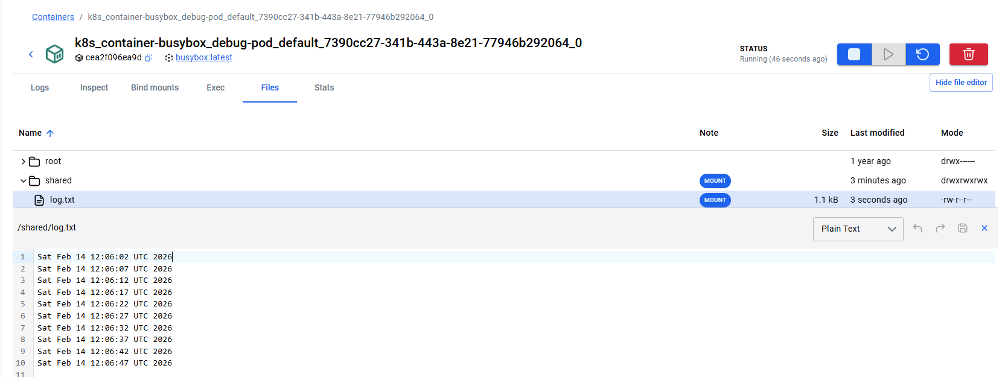 Containers / k8s_container-busybox_debug-pod_default_7390cc27-341b-443a-8e21-77946b292064_0
k8s_container-busybox_debug-pod_default_7390cc27-341b-443a-8e21-77946b292064_0
cea2f096ea9d busybox:latest
STATUS
Running (46 seconds ago)
Logs Inspect Bind mounts Exec Files Stats
Hide file editor
Name Note Size Last modified Mode
root 1 year ago drwx------
shared MOUNT 3 minutes ago drwxrwxrwx
log.txt MOUNT 1.1 kB 3 seconds ago -rw-r--r--
/shared/log.txt Plain Text
1 Sat Feb 14 12:06:02 UTC 2026
2 Sat Feb 14 12:06:07 UTC 2026
3 Sat Feb 14 12:06:12 UTC 2026
4 Sat Feb 14 12:06:17 UTC 2026
5 Sat Feb 14 12:06:22 UTC 2026
6 Sat Feb 14 12:06:27 UTC 2026
7 Sat Feb 14 12:06:32 UTC 2026
8 Sat Feb 14 12:06:37 UTC 2026
9 Sat Feb 14 12:06:42 UTC 2026
10 Sat Feb 14 12:06:47 UTC 2026
11